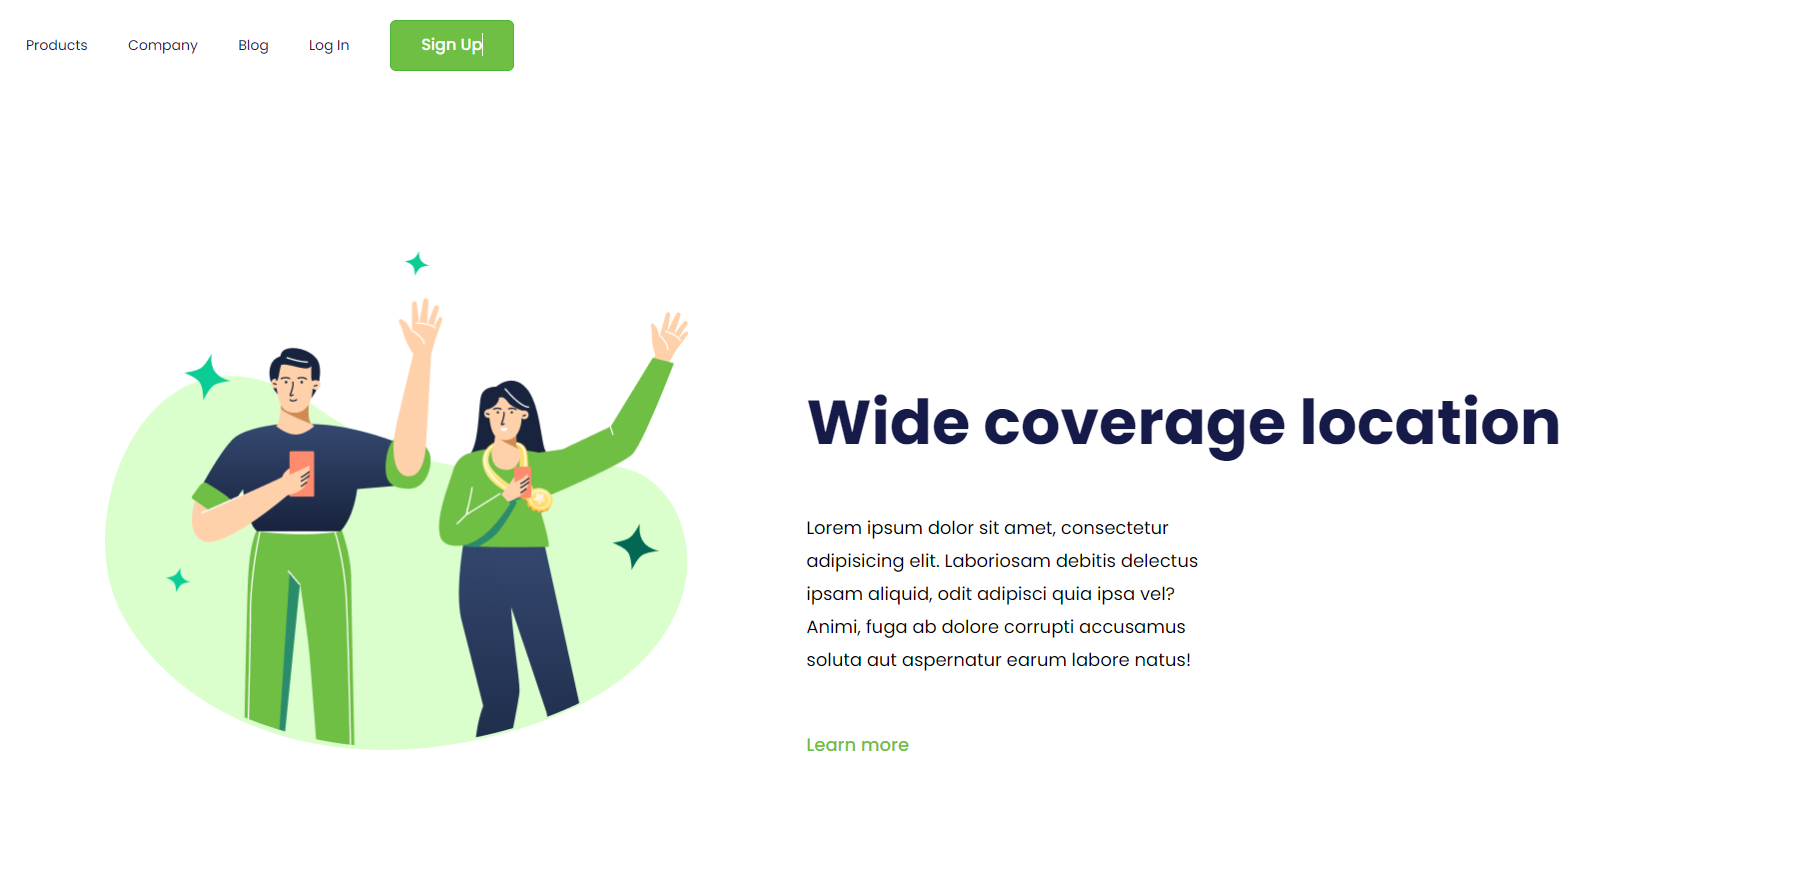 Products Company Blog Log In Sign Up
Wide coverage location
Lorem ipsum dolor sit amet, consectetur
adipisicing elit. Laboriosam debitis delectus
ipsam aliquid, odit adipisci quia ipsa vel?
Animi, fuga ab dolore corrupti accusamus
soluta aut aspernatur earum labore natus!
Learn more